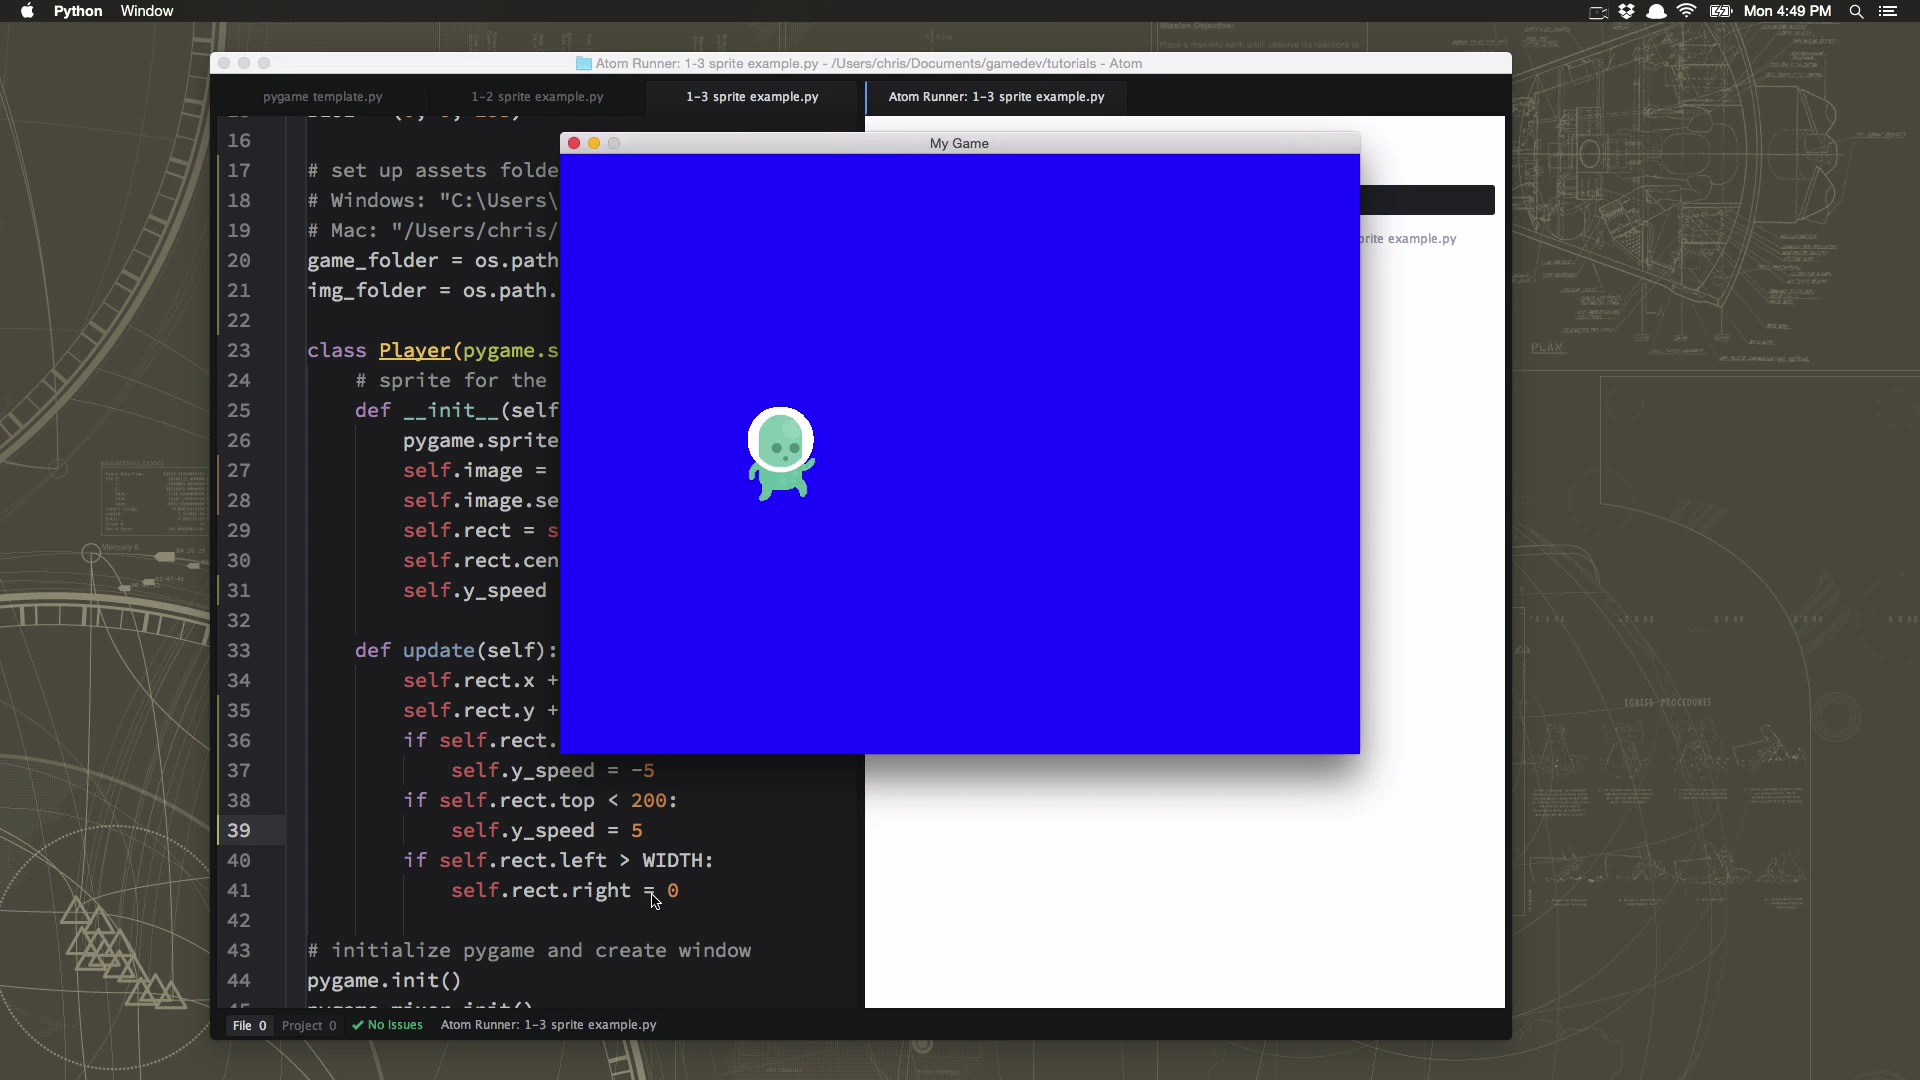 Python Window Mon 4:49 PM
Atom Runner: 1-3 sprite example.py - /Users/chris/Documents/gamedev/tutorials - Atom
pygame template.py 1-2 sprite example.py 1-3 sprite example.py Atom Runner: 1-3 sprite example.py
My Game
16
17 # set up assets folde
18 # Windows: "C:\Users\
19 # Mac: "/Users/chris/
20 game_folder = os.path
21 img_folder = os.path.
22
23 class Player(pygame.s
24 # sprite for the
25 def __init__(self
26 pygame.sprite
27 self.image =
28 self.image.se
29 self.rect = s
30 self.rect.cen
31 self.y_speed
32
33 def update(self):
34 self.rect.x +
35 self.rect.y +
36 if self.rect.
37 self.y_speed = -5
38 if self.rect.top < 200:
39 self.y_speed = 5
40 if self.rect.left > WIDTH:
41 self.rect.right = 0
42
43 # initialize pygame and create window
44 pygame.init()
prite example.py
File 0 Project 0 No Issues Atom Runner: 1-3 sprite example.py
Mission Objective:
PLAN
EGRESS PROCEDURES
Mercury 6